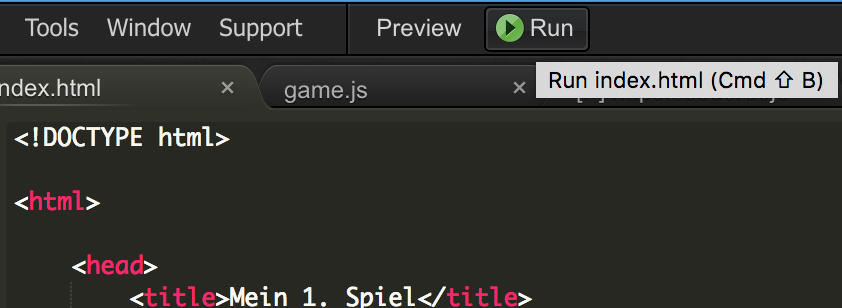 Tools Window Support Preview Run
ndex.html × game.js ×
Run index.html (Cmd ⇧ B)
<!DOCTYPE html>
<html>
<head>
<title>Mein 1. Spiel</title>